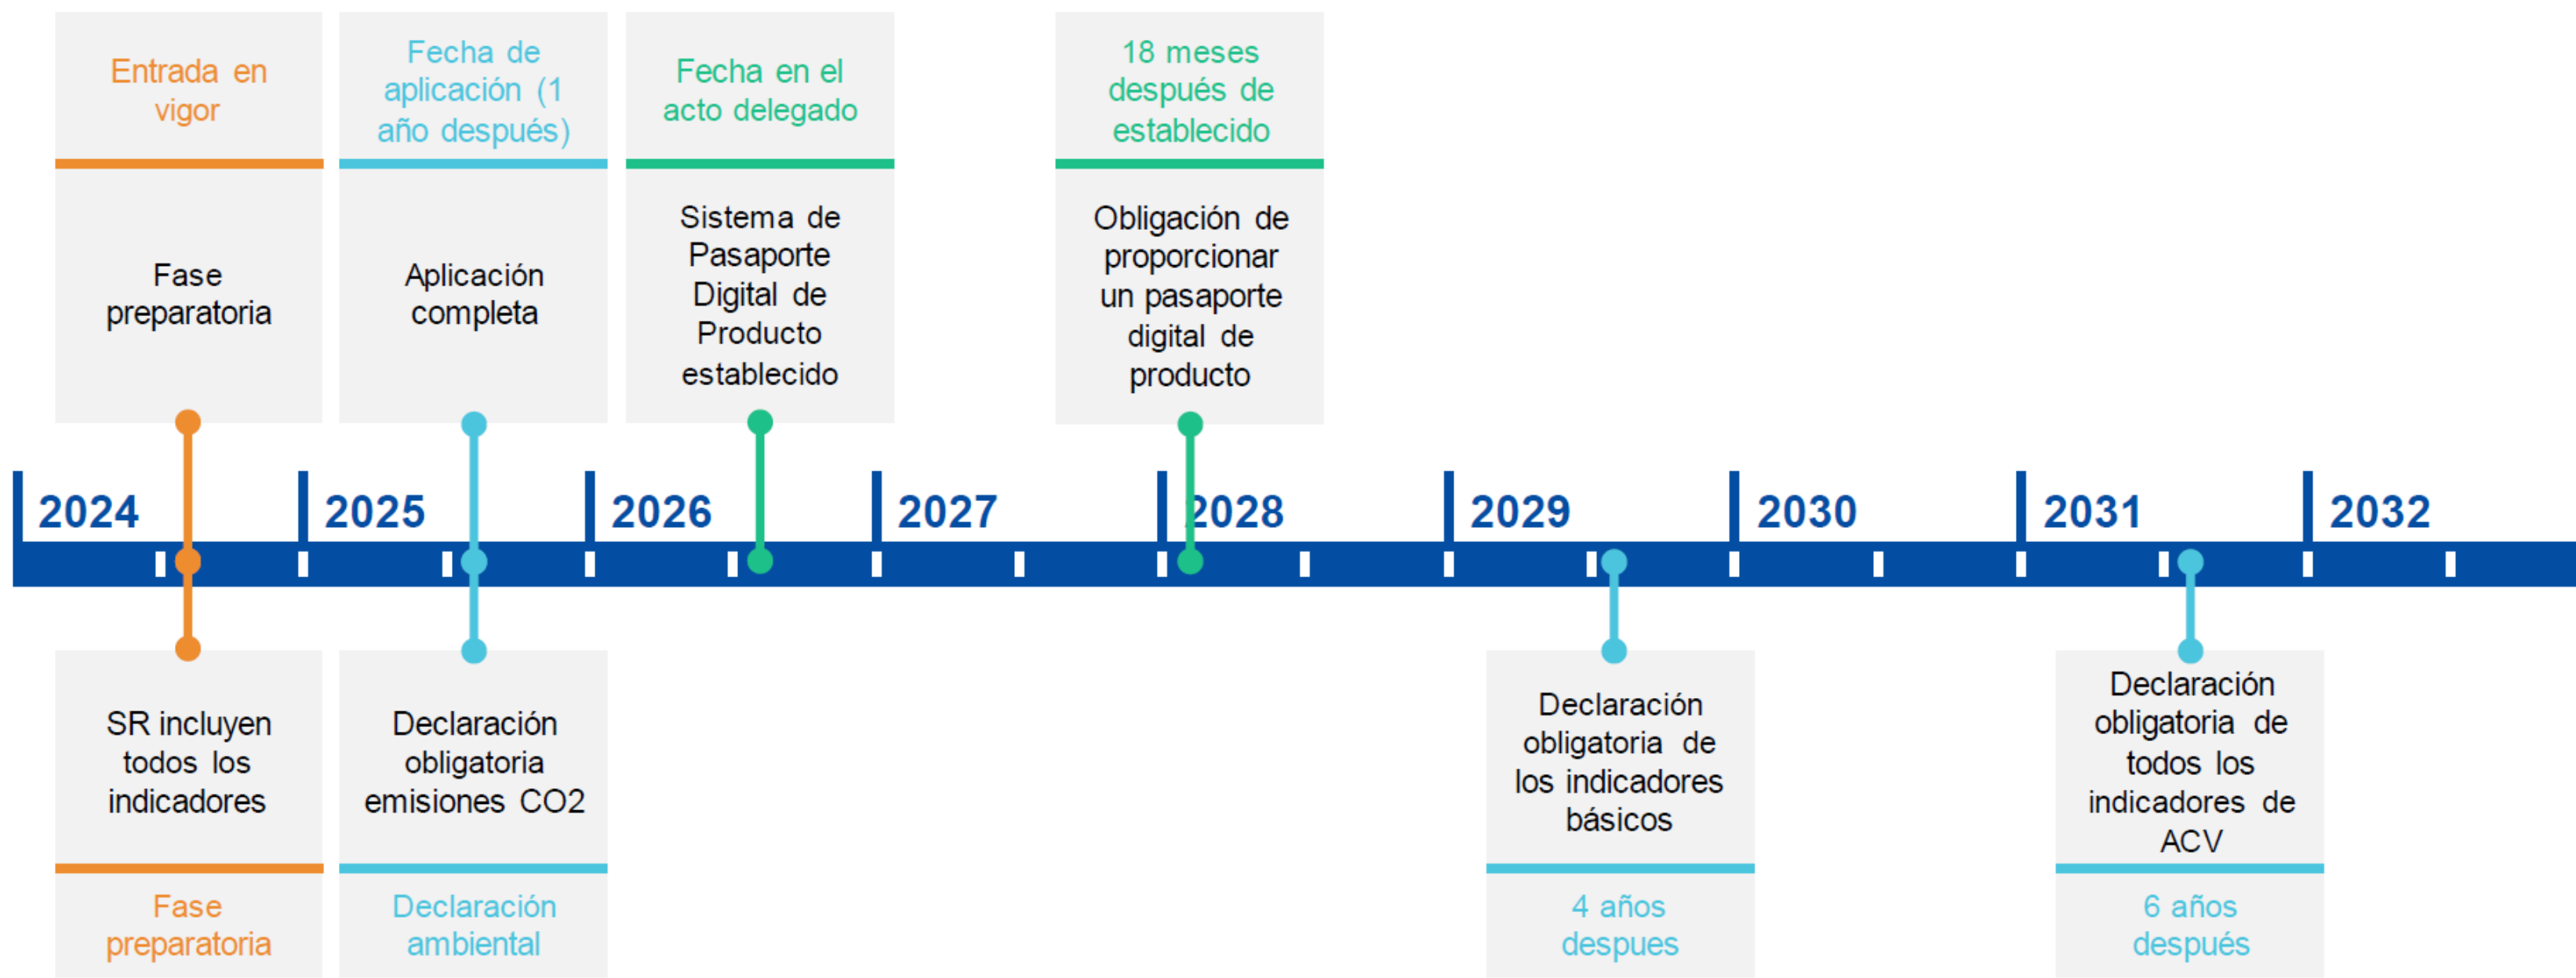 Entrada en
vigor
Fase
preparatoria
Fecha de
aplicación (1
año después)
Aplicación
completa
Fecha en el
acto delegado
Sistema de
Pasaporte
Digital de
Producto
establecido
18 meses
después de
establecido
Obligación de
proporcionar
un pasaporte
digital de
producto
2024
2025
2026
2027
2028
2029
2030
2031
2032
SR incluyen
todos los
indicadores
Fase
preparatoria
Declaración
obligatoria
emisiones CO2
Declaración
ambiental
Declaración
obligatoria de
los indicadores
básicos
4 años
despues
Declaración
obligatoria de
todos los
indicadores de
ACV
6 años
después